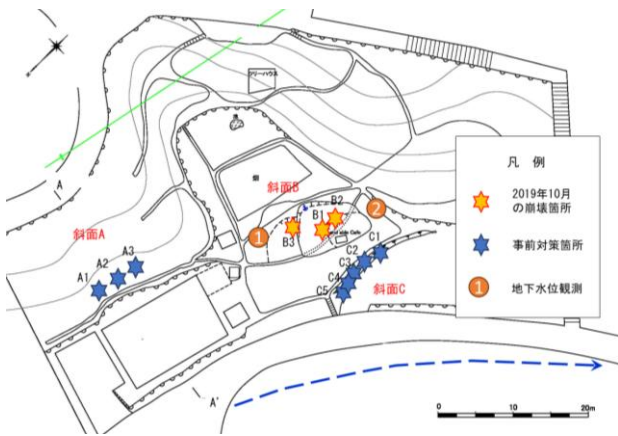 ツリーハウス
畑
A
斜面A
斜面B
B2
B1
B3
2
1
A3
A2
A1
C1
C2
C3
C4
C5
斜面C
A'
凡 例
2019年10月
の崩壊箇所
事前対策箇所
1 地下水位観測
0 10 20m